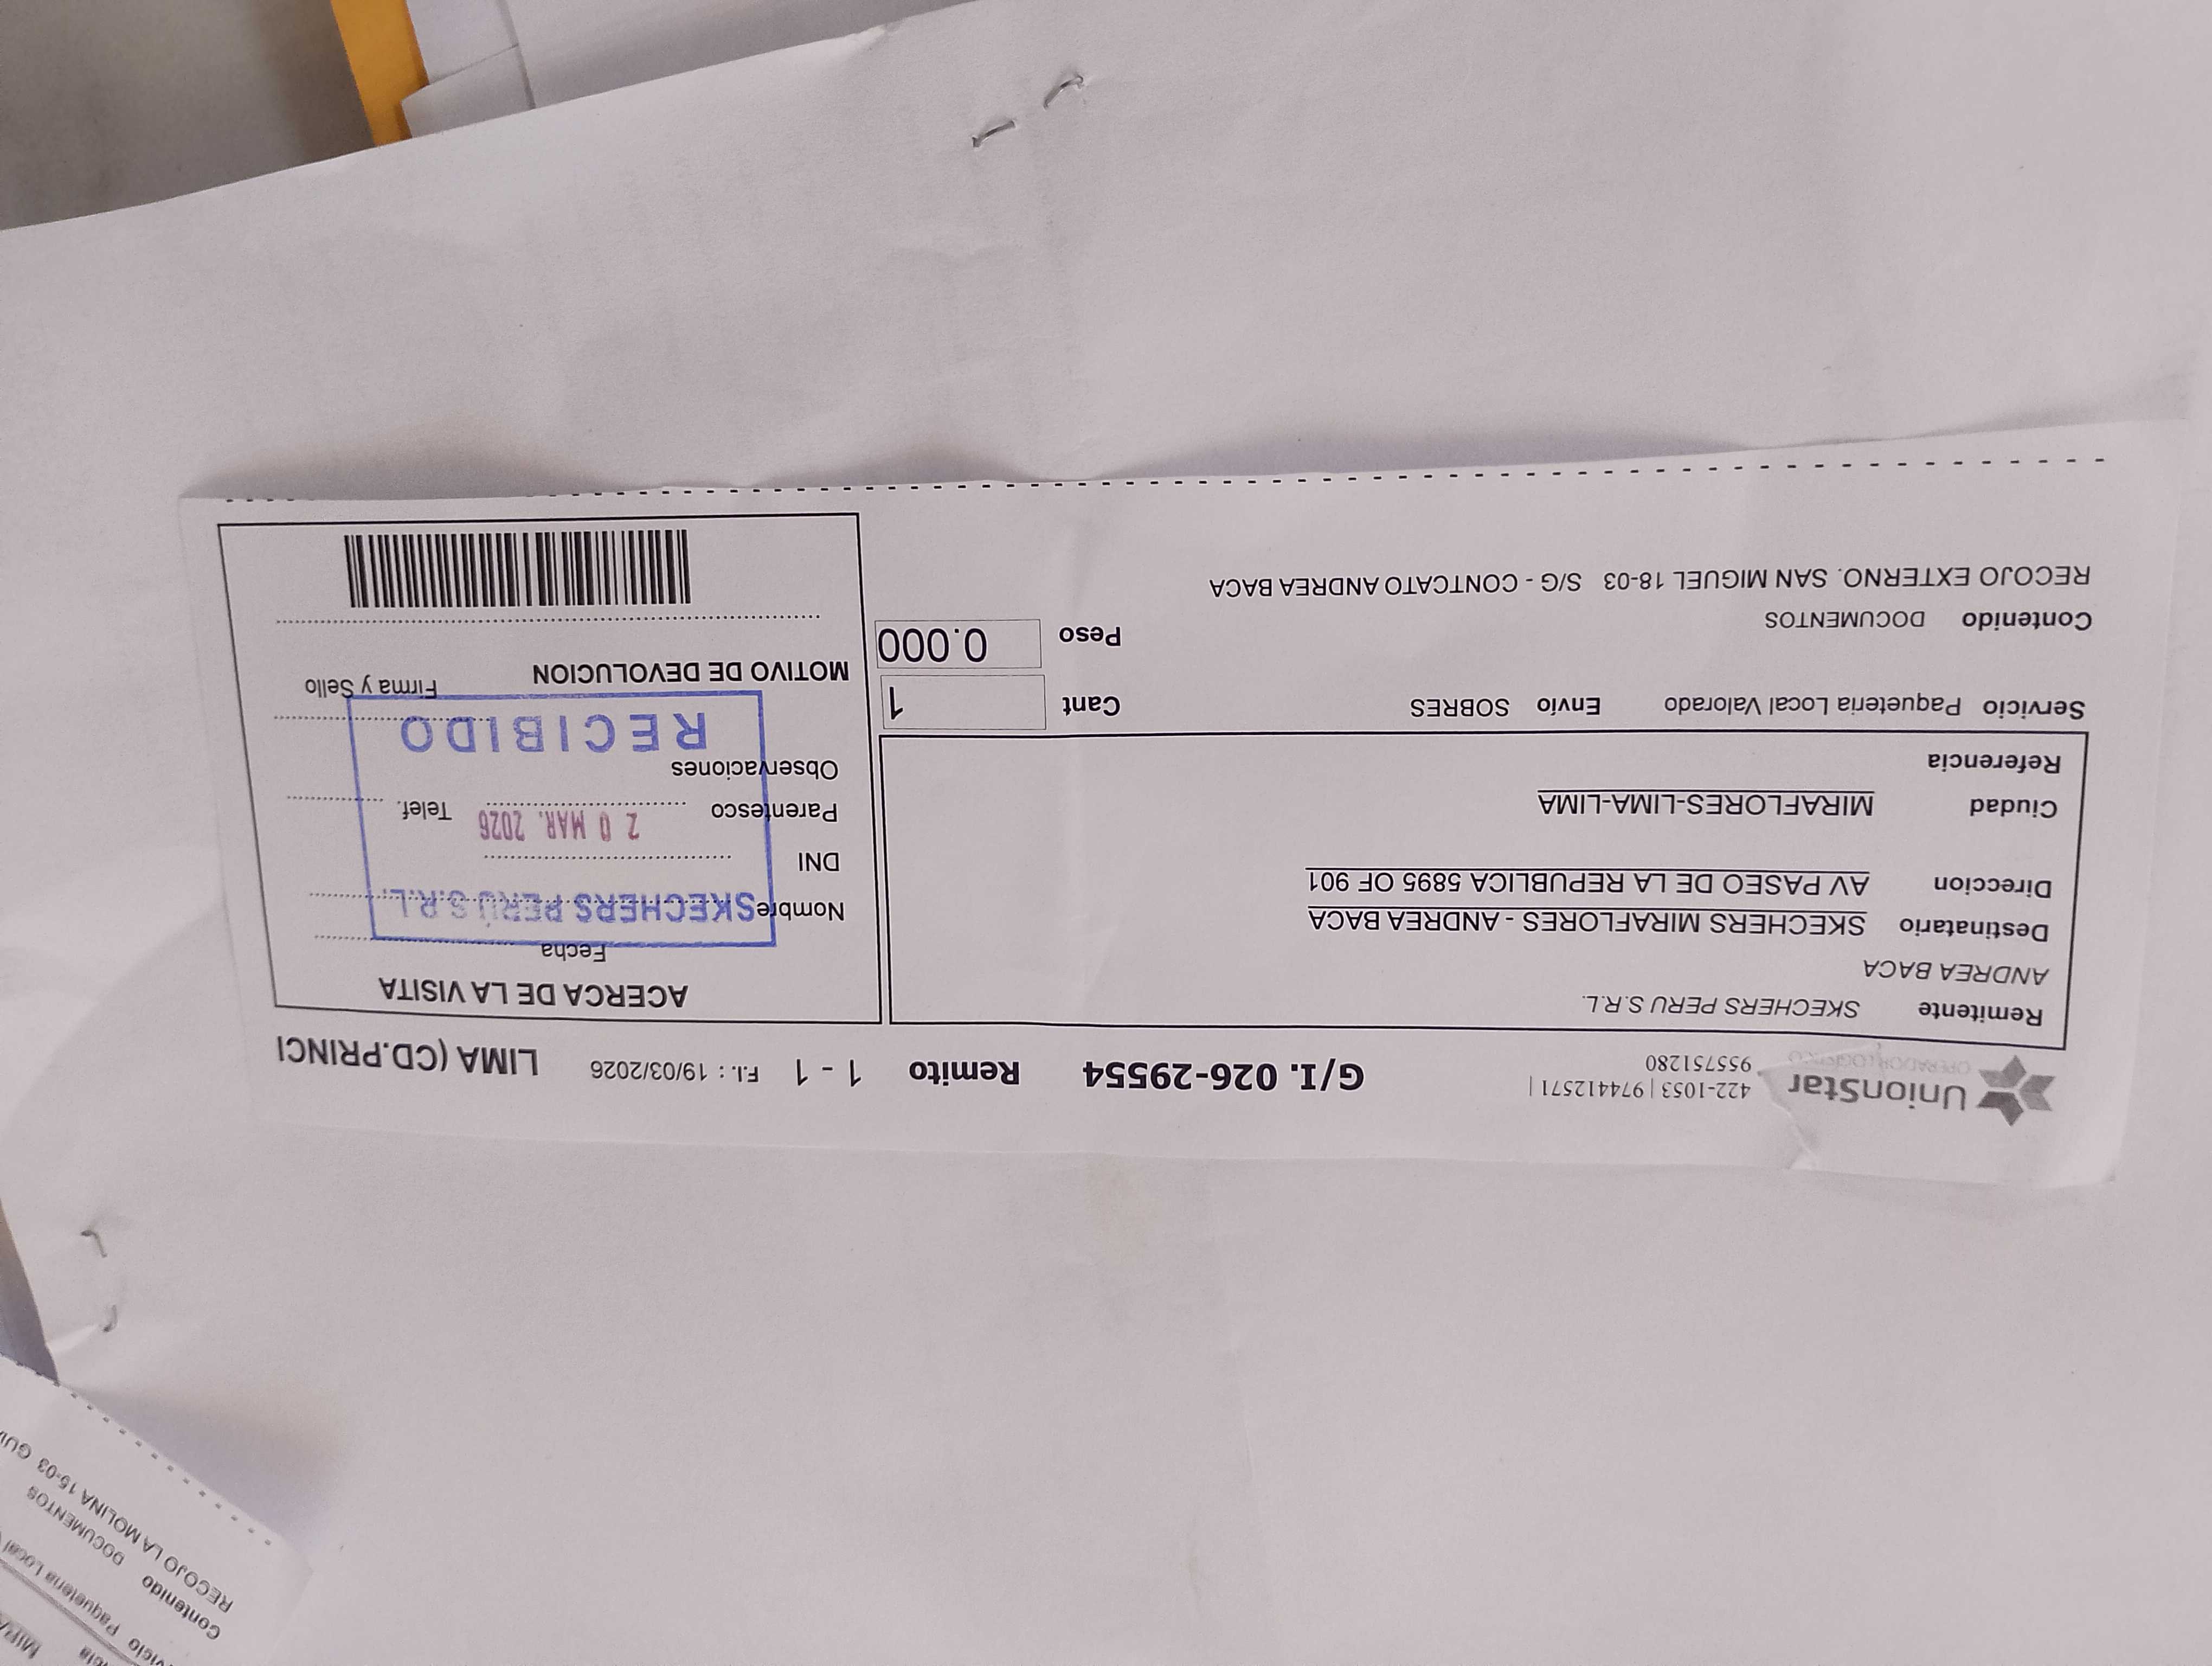 UnionStar
OPERADOR LOGISTICO
422-1053 | 974412571 |
955751280
G/I. 026-29554 Remito 1 - 1 F.I. : 19/03/2026 LIMA (CD.PRINCI
Remitente SKECHERS PERU S.R.L.
ANDREA BACA
Destinatario SKECHERS MIRAFLORES - ANDREA BACA
Direccion AV PASEO DE LA REPUBLICA 5895 OF 901
Ciudad MIRAFLORES-LIMA-LIMA
Referencia
Servicio Paqueteria Local Valorado Envio SOBRES Cant 1
Contenido DOCUMENTOS Peso 0.000
RECOJO EXTERNO. SAN MIGUEL 18-03 S/G - CONTCATO ANDREA BACA
ACERCA DE LA VISITA
Fecha
Nombre
SKECHERS PERU S.R.L.
DNI
20 MAR. 2026
Parentesco Telef.
Observaciones
RECIBIDO
Firma y Sello
MOTIVO DE DEVOLUCION
Paqueteria Local
Contenido DOCUMENTOS
RECOJO LA MOLINA 15-03